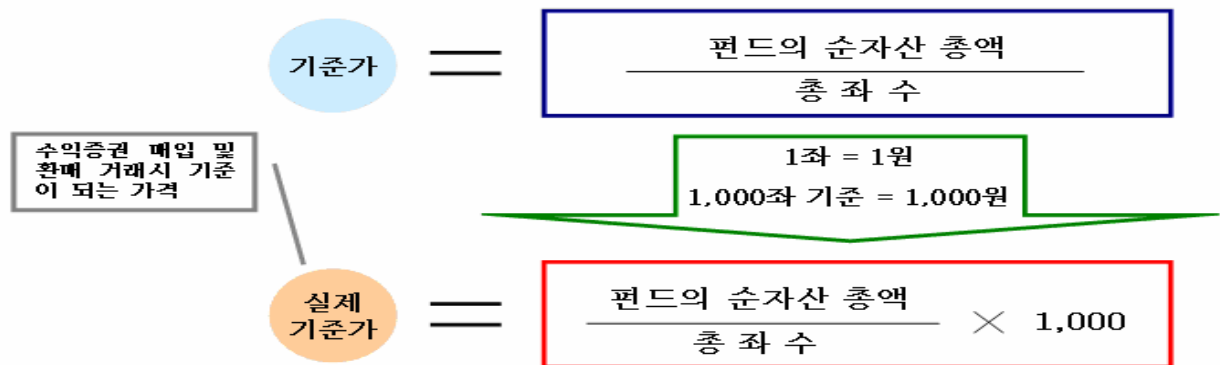 기준가
펀드의 순자산 총액
총 좌 수
수익증권 매입 및
환매 거래시 기준
이 되는 가격
1좌 = 1원
1,000좌 기준 = 1,000원
실제
기준가
펀드의 순자산 총액
총 좌 수
× 1,000